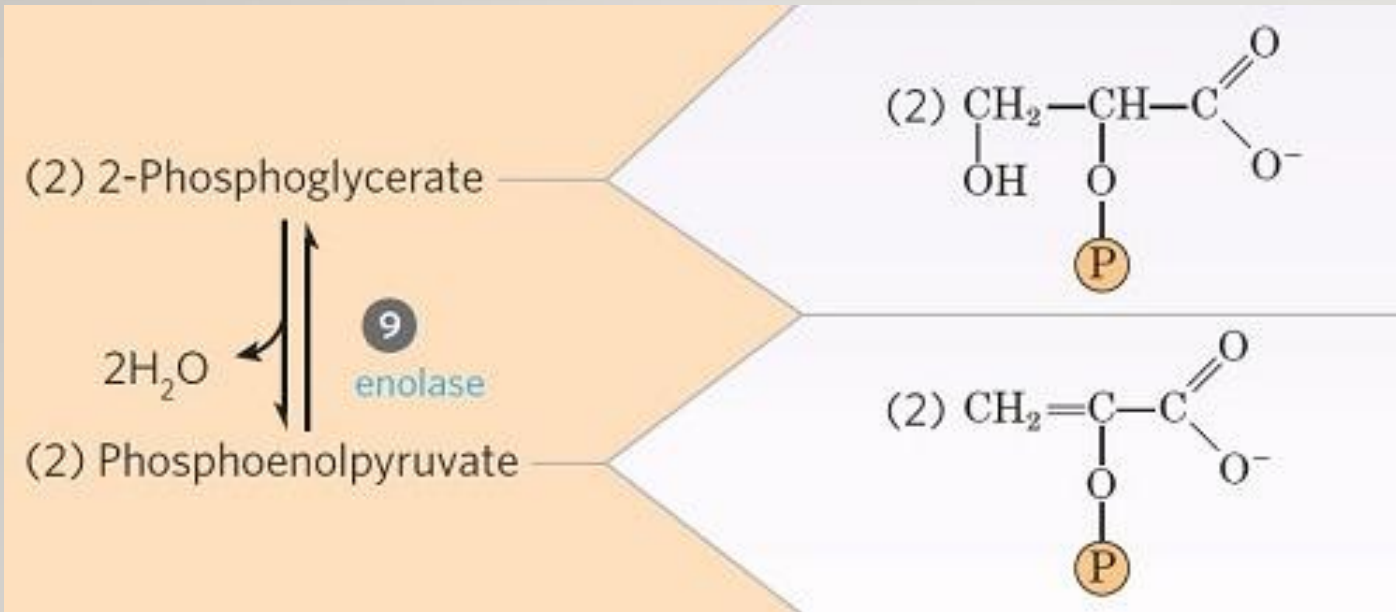 (2) 2-Phosphoglycerate
9
2H₂O
enolase
(2) Phosphoenolpyruvate
O
(2) CH₂—CH—C
OH O O⁻
P
O
(2) CH₂=C—C
O⁻
O
P